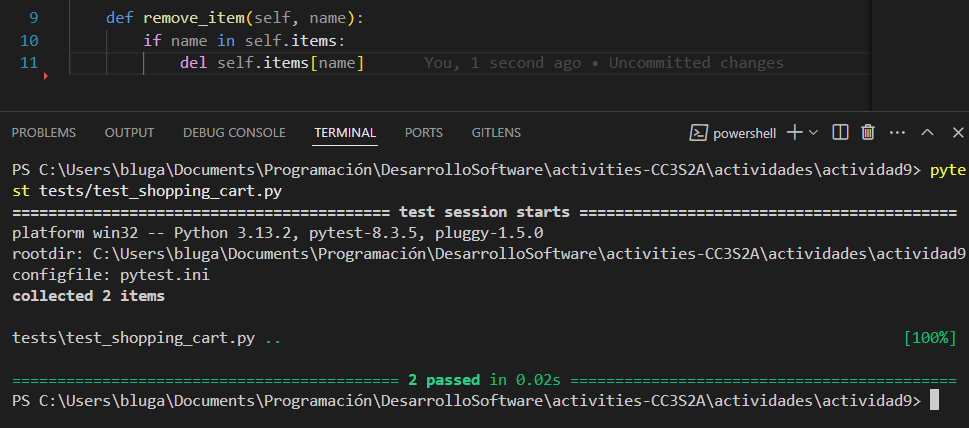 9 def remove_item(self, name):
10 if name in self.items:
11 del self.items[name] You, 1 second ago • Uncommitted changes
PROBLEMS OUTPUT DEBUG CONSOLE TERMINAL PORTS GITLENS powershell
PS C:\Users\bluga\Documents\Programación\DesarrolloSoftware\activities-CC3S2A\actividades\actividad9> pyte
st tests/test_shopping_cart.py
========================================== test session starts ==========================================
platform win32 -- Python 3.13.2, pytest-8.3.5, pluggy-1.5.0
rootdir: C:\Users\bluga\Documents\Programación\DesarrolloSoftware\activities-CC3S2A\actividades\actividad9
configfile: pytest.ini
collected 2 items
tests\test_shopping_cart.py .. [100%]
=========================================== 2 passed in 0.02s ===========================================
PS C:\Users\bluga\Documents\Programación\DesarrolloSoftware\activities-CC3S2A\actividades\actividad9>